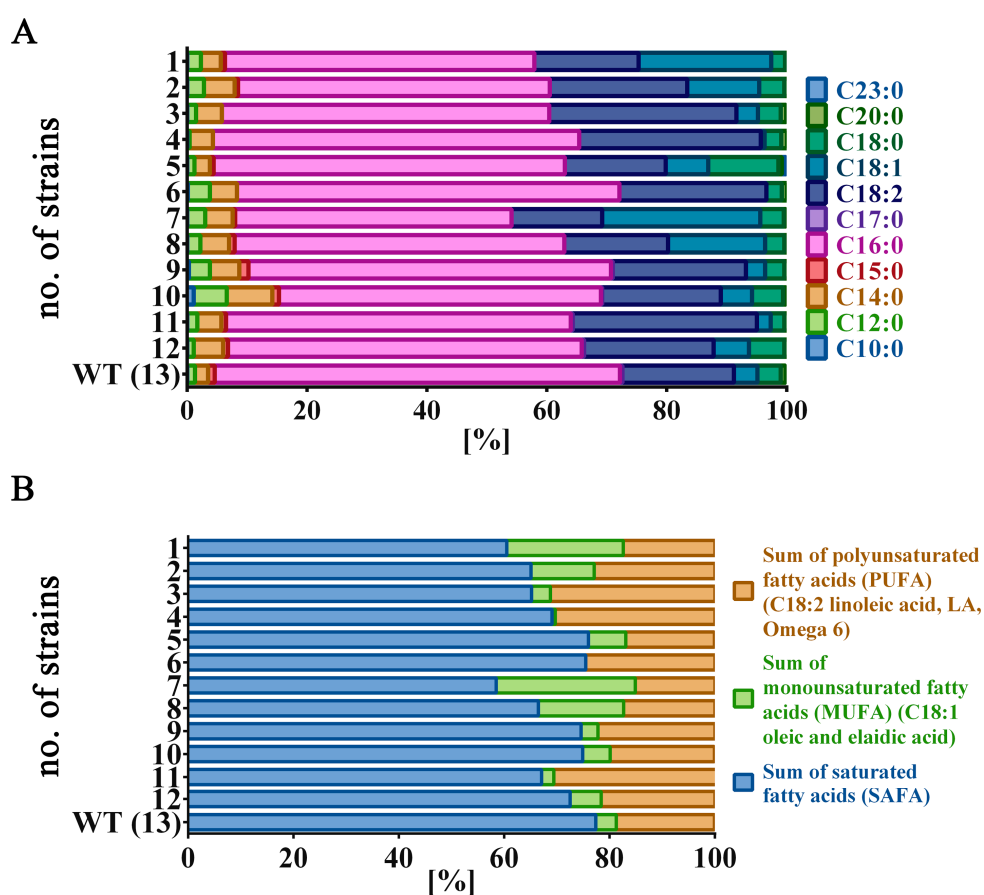 A
no. of strains
1
2
3
4
5
6
7
8
9
10
11
12
WT (13)
0 20 40 60 80 100
[%]
C23:0
C20:0
C18:0
C18:1
C18:2
C17:0
C16:0
C15:0
C14:0
C12:0
C10:0
B
no. of strains
1
2
3
4
5
6
7
8
9
10
11
12
WT (13)
0 20 40 60 80 100
[%]
Sum of polyunsaturated
fatty acids (PUFA)
(C18:2 linoleic acid, LA,
Omega 6)
Sum of
monounsaturated fatty
acids (MUFA) (C18:1
oleic and elaidic acid)
Sum of saturated
fatty acids (SAFA)